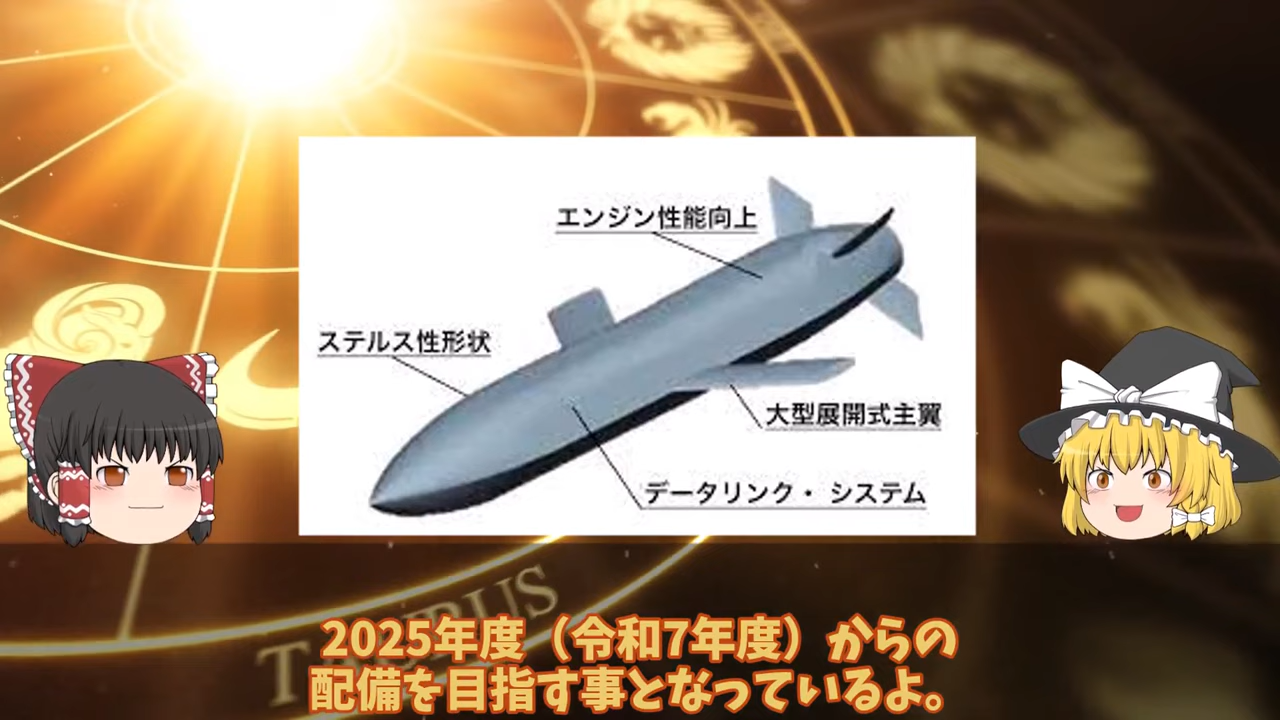 エンジン性能向上
ステルス性形状
大型展開式主翼
データリンク・ システム
TAURUS
2025年度（令和7年度）からの
配備を目指す事となっているよ。